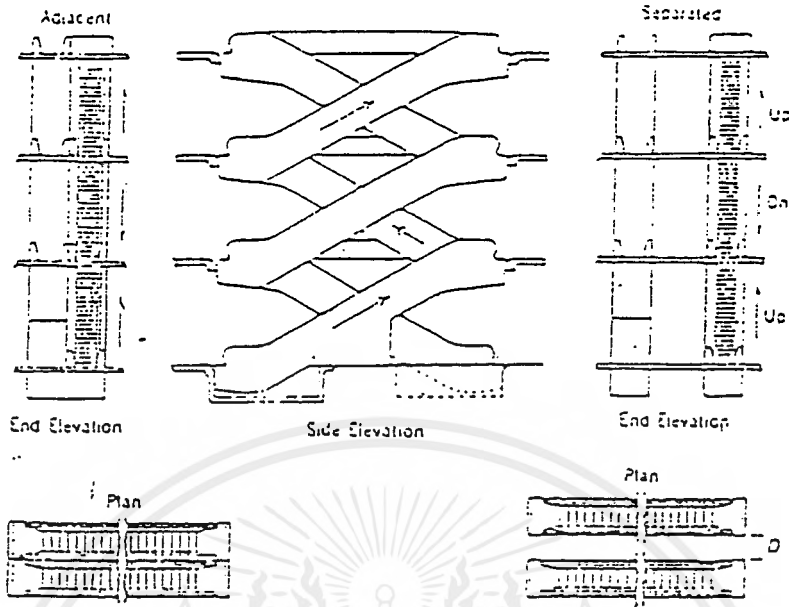 Adjacent
Separated
Up
Dn
Up
End Elevation
Side Elevation
End Elevation
Plan
Plan
D